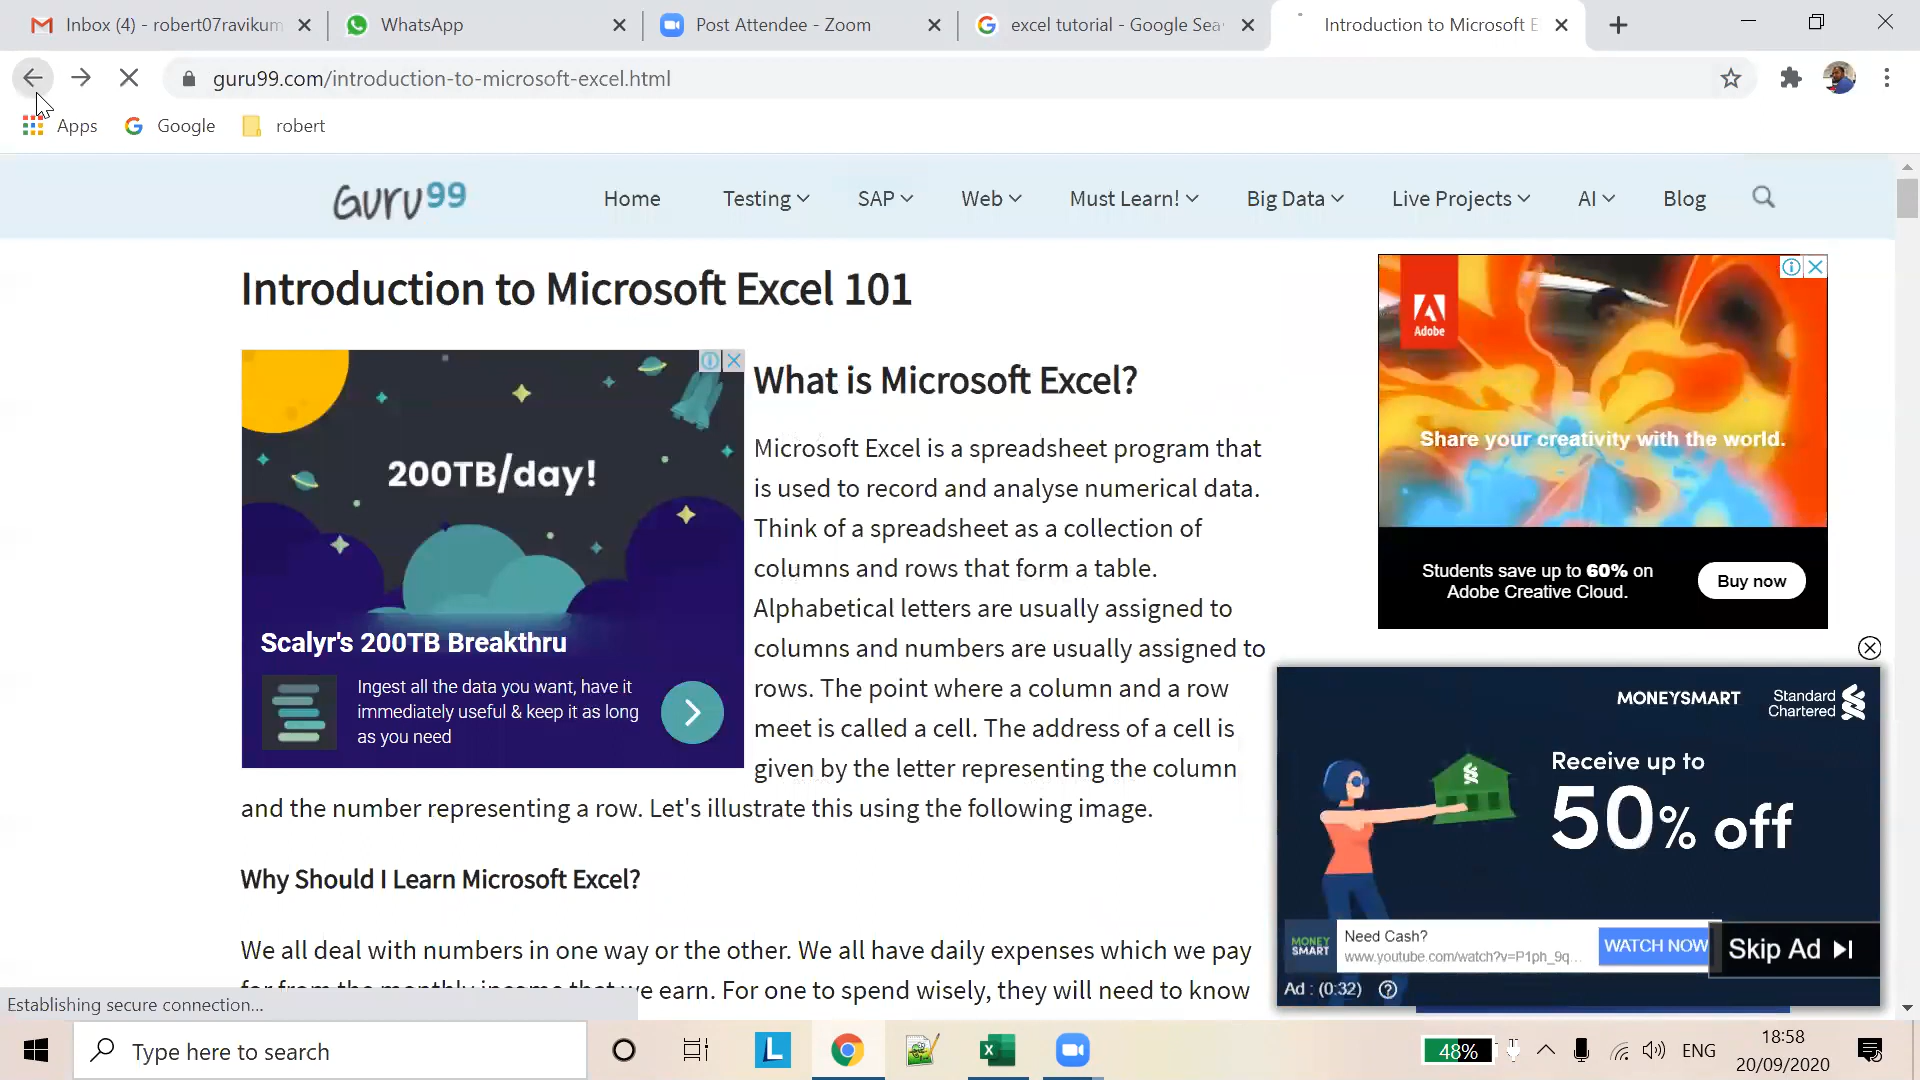 Inbox (4) - robert07ravikum
WhatsApp
Post Attendee - Zoom
excel tutorial - Google Sea
Introduction to Microsoft E
guru99.com/introduction-to-microsoft-excel.html
Apps
Google
robert
GURU99
Home
Testing
SAP
Web
Must Learn!
Big Data
Live Projects
AI
Blog
Introduction to Microsoft Excel 101
200TB/day!
Scalyr's 200TB Breakthru
Ingest all the data you want, have it
immediately useful & keep it as long
as you need
What is Microsoft Excel?
Microsoft Excel is a spreadsheet program that
is used to record and analyse numerical data.
Think of a spreadsheet as a collection of
columns and rows that form a table.
Alphabetical letters are usually assigned to
columns and numbers are usually assigned to
rows. The point where a column and a row
meet is called a cell. The address of a cell is
given by the letter representing the column
and the number representing a row. Let's illustrate this using the following image.
Why Should I Learn Microsoft Excel?
We all deal with numbers in one way or the other. We all have daily expenses which we pay
for from the monthly income that we earn. For one to spend wisely, they will need to know
Adobe
Share your creativity with the world.
Students save up to 60% on
Adobe Creative Cloud.
Buy now
MONEYSMART
Standard
Chartered
Receive up to
50% off
MONEY
SMART
Need Cash?
www.youtube.com/watch?v=P1ph_9q...
WATCH NOW
Skip Ad
Ad : (0:32)
Establishing secure connection...
Type here to search
L
48%
ENG
18:58
20/09/2020